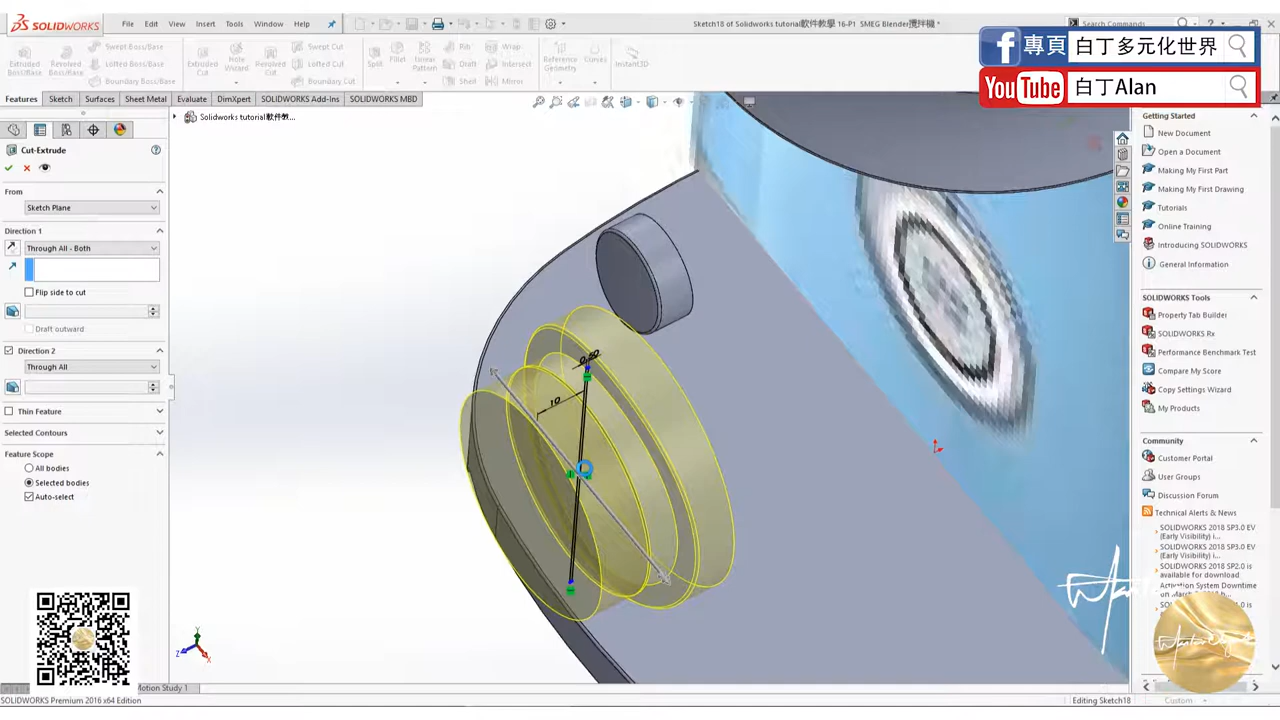 SOLIDWORKS File Edit View Insert Tools Window Help
Sketch18 of Solidworks tutorial軟件教學 16-P1 SMEG Blender攪拌機 *
Search Commands
專頁 白丁多元化世界
YouTube 白丁Alan
Extruded Boss/Base
Revolved Boss/Base
Swept Boss/Base
Lofted Boss/Base
Boundary Boss/Base
Extruded Cut
Hole Wizard
Revolved Cut
Swept Cut
Lofted Cut
Boundary Cut
Split
Fillet
Linear Pattern
Rib
Draft
Shell
Wrap
Intersect
Mirror
Reference Geometry
Curves
Instant3D
Features Sketch Surfaces Sheet Metal Evaluate DimXpert SOLIDWORKS Add-Ins SOLIDWORKS MBD
Solidworks tutorial軟件教...
Cut-Extrude
From
Sketch Plane
Direction 1
Through All - Both
Flip side to cut
Draft outward
Direction 2
Through All
Thin Feature
Selected Contours
Feature Scope
All bodies
Selected bodies
Auto-select
0.50
10
Y
Z
X
Getting Started
New Document
Open a Document
Making My First Part
Making My First Drawing
Tutorials
Online Training
Introducing SOLIDWORKS
General Information
SOLIDWORKS Tools
Property Tab Builder
SOLIDWORKS Rx
Performance Benchmark Test
Compare My Score
Copy Settings Wizard
My Products
Community
Customer Portal
User Groups
Discussion Forum
Technical Alerts & News
SOLIDWORKS 2018 SP3.0 EV
(Early Visibility) i...
SOLIDWORKS 2018 SP3.0 EV
(Early Visibility) i...
SOLIDWORKS 2018 SP2.0 is
available for download
Activation System Downtime
Motion Study 1
SOLIDWORKS Premium 2016 x64 Edition
Editing Sketch18
Custom